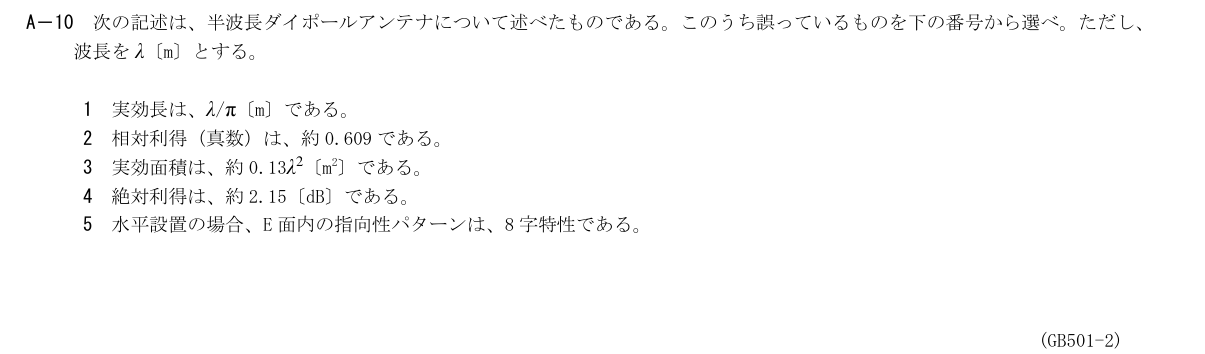 A－10 次の記述は、半波長ダイポールアンテナについて述べたものである。このうち誤っているものを下の番号から選べ。ただし、
波長をλ〔m〕とする。
1 実効長は、λ/π〔m〕である。
2 相対利得（真数）は、約 0.609 である。
3 実効面積は、約 0.13λ²〔m²〕である。
4 絶対利得は、約 2.15〔dB〕である。
5 水平設置の場合、E 面内の指向性パターンは、8 字特性である。
(GB501-2)